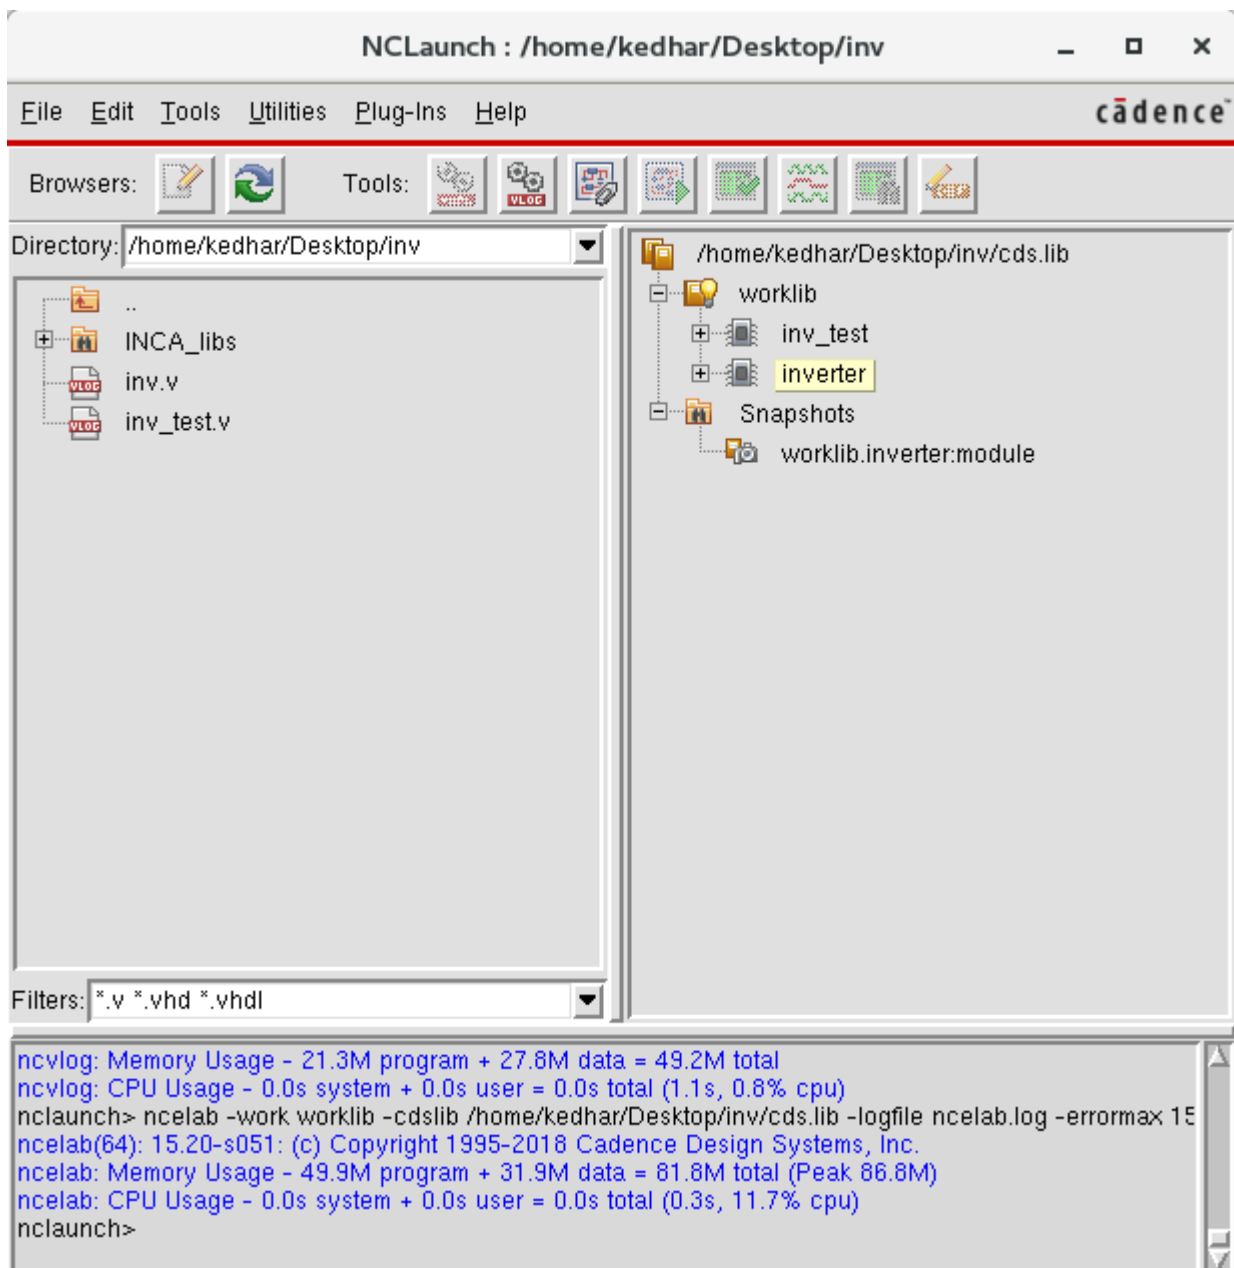 NCLaunch : /home/kedhar/Desktop/inv
File Edit Tools Utilities Plug-Ins Help cādence
Browsers: Tools: VLOG
Directory: /home/kedhar/Desktop/inv
..
INCA_libs
VLOG inv.v
VLOG inv_test.v
Filters: *.v *.vhd *.vhdl
/home/kedhar/Desktop/inv/cds.lib
worklib
inv_test
inverter
Snapshots
worklib.inverter:module
ncvlog: Memory Usage - 21.3M program + 27.8M data = 49.2M total
ncvlog: CPU Usage - 0.0s system + 0.0s user = 0.0s total (1.1s, 0.8% cpu)
nclaunch> ncelab -work worklib -cdslib /home/kedhar/Desktop/inv/cds.lib -logfile ncelab.log -errormax 15
ncelab(64): 15.20-s051: (c) Copyright 1995-2018 Cadence Design Systems, Inc.
ncelab: Memory Usage - 49.9M program + 31.9M data = 81.8M total (Peak 86.8M)
ncelab: CPU Usage - 0.0s system + 0.0s user = 0.0s total (0.3s, 11.7% cpu)
nclaunch>